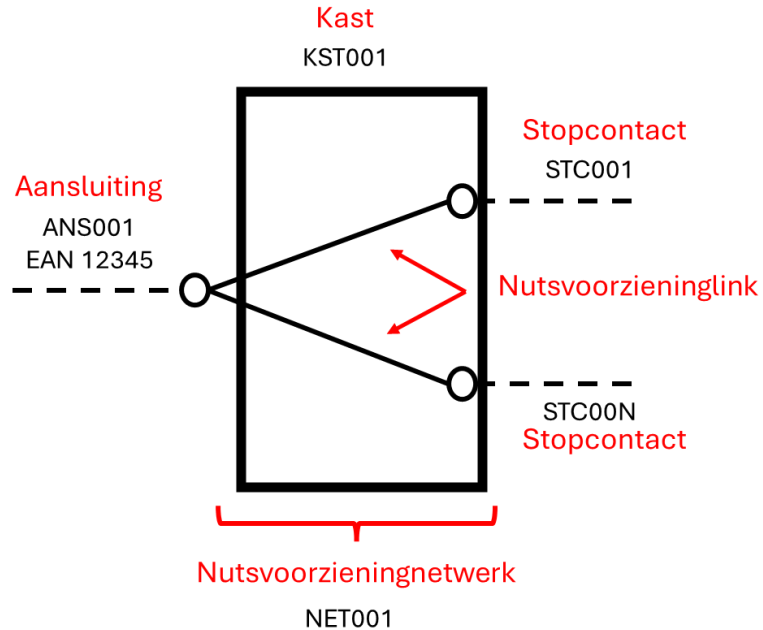 Kast
KST001
Stopcontact
STC001
Aansluiting
ANS001
EAN 12345
Nutsvoorzieninglink
STC00N
Stopcontact
Nutsvoorzieningnetwerk
NET001